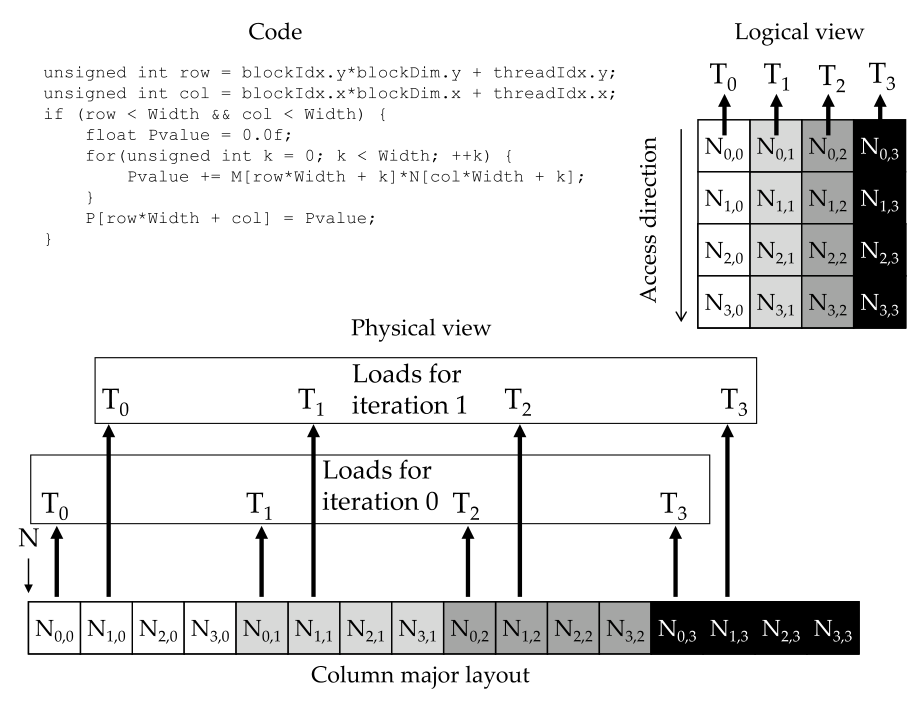 Code
unsigned int row = blockIdx.y*blockDim.y + threadIdx.y;
unsigned int col = blockIdx.x*blockDim.x + threadIdx.x;
if (row < Width && col < Width) {
    float Pvalue = 0.0f;
    for(unsigned int k = 0; k < Width; ++k) {
        Pvalue += M[row*Width + k]*N[col*Width + k];
    }
    P[row*Width + col] = Pvalue;
}
Logical view
T0 T1 T2 T3
Access direction
N0,0 N0,1 N0,2 N0,3
N1,0 N1,1 N1,2 N1,3
N2,0 N2,1 N2,2 N2,3
N3,0 N3,1 N3,2 N3,3
Physical view
Loads for
iteration 1
T0 T1 T2 T3
Loads for
iteration 0
T0 T1 T2 T3
N
N0,0 N1,0 N2,0 N3,0 N0,1 N1,1 N2,1 N3,1 N0,2 N1,2 N2,2 N3,2 N0,3 N1,3 N2,3 N3,3
Column major layout